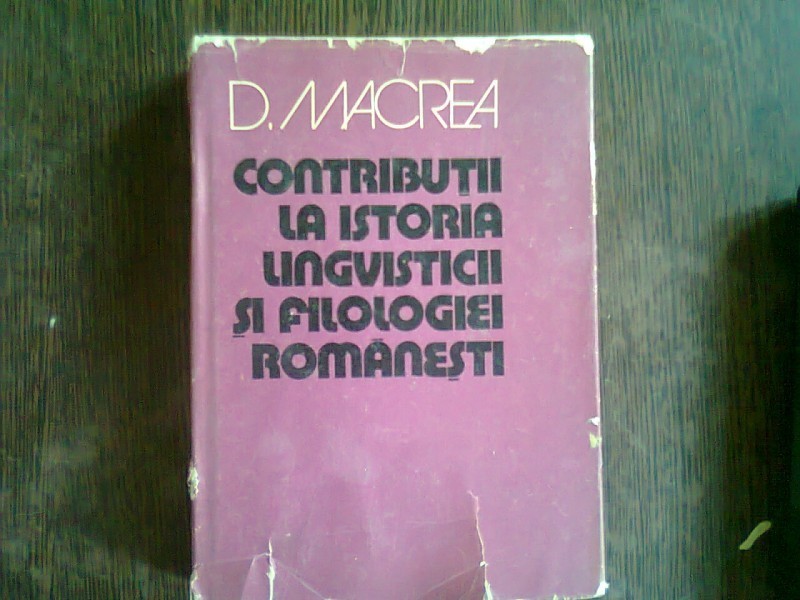 D. MACREA
CONTRIBUȚII
LA ISTORIA
LINGVISTICII
ȘI FILOLOGIEI
ROMÂNEȘTI